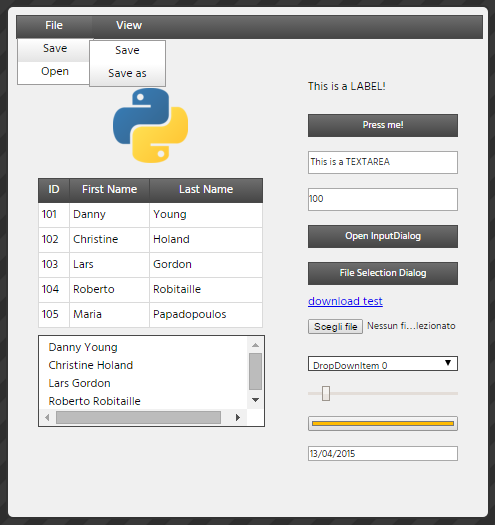 File View
Save
Open
Save
Save as
ID First Name Last Name
101 Danny Young
102 Christine Holand
103 Lars Gordon
104 Roberto Robitaille
105 Maria Papadopoulos
Danny Young
Christine Holand
Lars Gordon
Roberto Robitaille
This is a LABEL!
Press me!
This is a TEXTAREA
100
Open InputDialog
File Selection Dialog
download test
Scegli file Nessun fi...lezionato
DropDownItem 0
13/04/2015